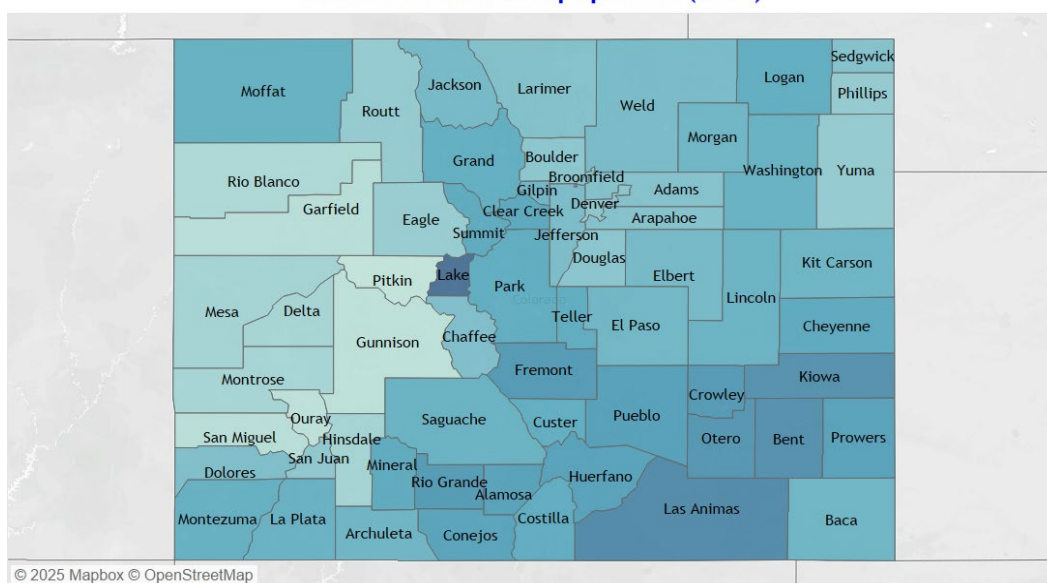 Sedgwick
Moffat
Jackson
Larimer
Logan
Phillips
Routt
Weld
Morgan
Grand
Boulder
Washington
Yuma
Rio Blanco
Broomfield
Gilpin
Adams
Garfield
Denver
Eagle
Clear Creek
Arapahoe
Summit
Jefferson
Douglas
Kit Carson
Pitkin
Lake
Elbert
Park
Lincoln
Colorado
Mesa
Delta
Teller
El Paso
Cheyenne
Chaffee
Gunnison
Fremont
Kiowa
Montrose
Crowley
Ouray
Saguache
Custer
Pueblo
San Miguel
Hinsdale
Otero
Bent
Prowers
San Juan
Mineral
Dolores
Rio Grande
Huerfano
Alamosa
Las Animas
Montezuma
La Plata
Costilla
Baca
Archuleta
Conejos
© 2025 Mapbox © OpenStreetMap